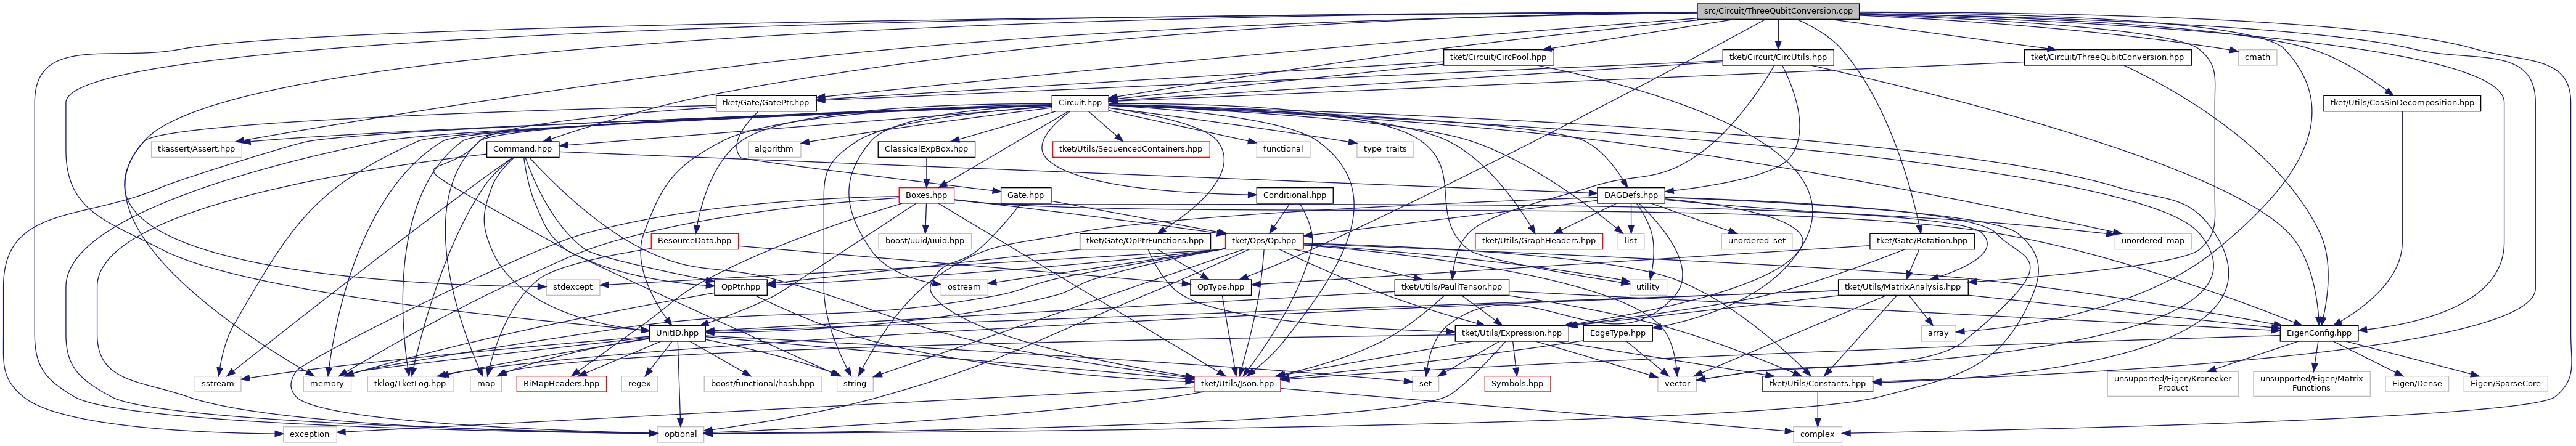 src/Circuit/ThreeQubitConversion.cpp
tket/Circuit/CircPool.hpp
tket/Circuit/CircUtils.hpp
tket/Circuit/ThreeQubitConversion.hpp
cmath
tket/Gate/GatePtr.hpp
Circuit.hpp
tket/Utils/CosSinDecomposition.hpp
tkassert/Assert.hpp
Command.hpp
algorithm
ClassicalExpBox.hpp
tket/Utils/SequencedContainers.hpp
functional
type_traits
Boxes.hpp
Gate.hpp
Conditional.hpp
DAGDefs.hpp
ResourceData.hpp
boost/uuid/uuid.hpp
tket/Gate/OpPtrFunctions.hpp
tket/Ops/Op.hpp
tket/Utils/GraphHeaders.hpp
list
unordered_set
tket/Gate/Rotation.hpp
unordered_map
stdexcept
OpPtr.hpp
ostream
OpType.hpp
utility
tket/Utils/PauliTensor.hpp
tket/Utils/MatrixAnalysis.hpp
UnitID.hpp
tket/Utils/Expression.hpp
EdgeType.hpp
array
EigenConfig.hpp
sstream
memory
tklog/TketLog.hpp
map
BiMapHeaders.hpp
regex
boost/functional/hash.hpp
string
tket/Utils/Json.hpp
set
Symbols.hpp
vector
tket/Utils/Constants.hpp
unsupported/Eigen/Kronecker
Product
unsupported/Eigen/Matrix
Functions
Eigen/Dense
Eigen/SparseCore
exception
optional
complex